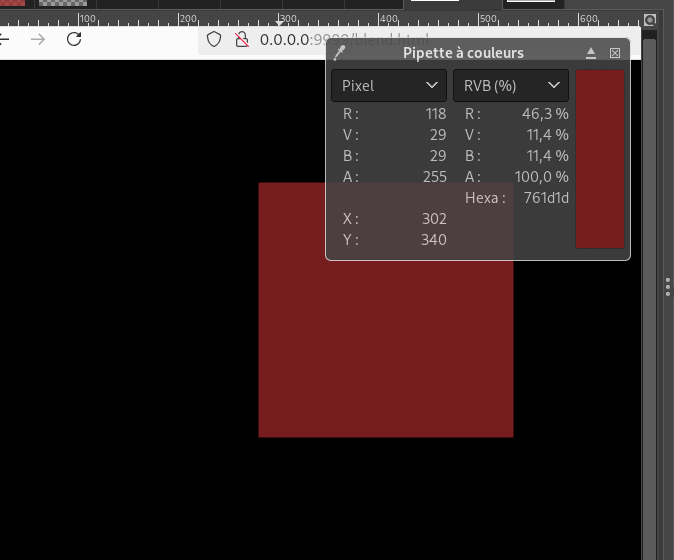 100 200 300 400 500 600
0.0.0.0:9999/blend.html
Pipette à couleurs
Pixel RVB (%)
R : 118 R : 46,3 %
V : 29 V : 11,4 %
B : 29 B : 11,4 %
A : 255 A : 100,0 %
Hexa : 761d1d
X : 302
Y : 340